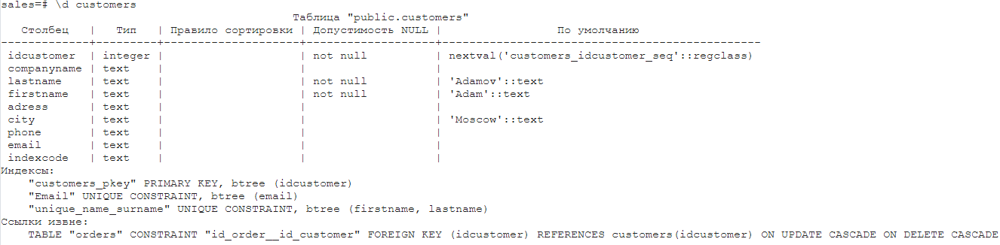 sales=# \d customers
Таблица "public.customers"
Столбец | Тип | Правило сортировки | Допустимость NULL | По умолчанию
-------------+---------+--------------------+-------------------+-----------------------------------------------
idcustomer | integer | | not null | nextval('customers_idcustomer_seq'::regclass)
companyname | text | | |
lastname | text | | not null | 'Adamov'::text
firstname | text | | not null | 'Adam'::text
adress | text | | |
city | text | | | 'Moscow'::text
phone | text | | |
email | text | | |
indexcode | text | | |
Индексы:
"customers_pkey" PRIMARY KEY, btree (idcustomer)
"Email" UNIQUE CONSTRAINT, btree (email)
"unique_name_surname" UNIQUE CONSTRAINT, btree (firstname, lastname)
Ссылки извне:
TABLE "orders" CONSTRAINT "id_order__id_customer" FOREIGN KEY (idcustomer) REFERENCES customers(idcustomer) ON UPDATE CASCADE ON DELETE CASCADE